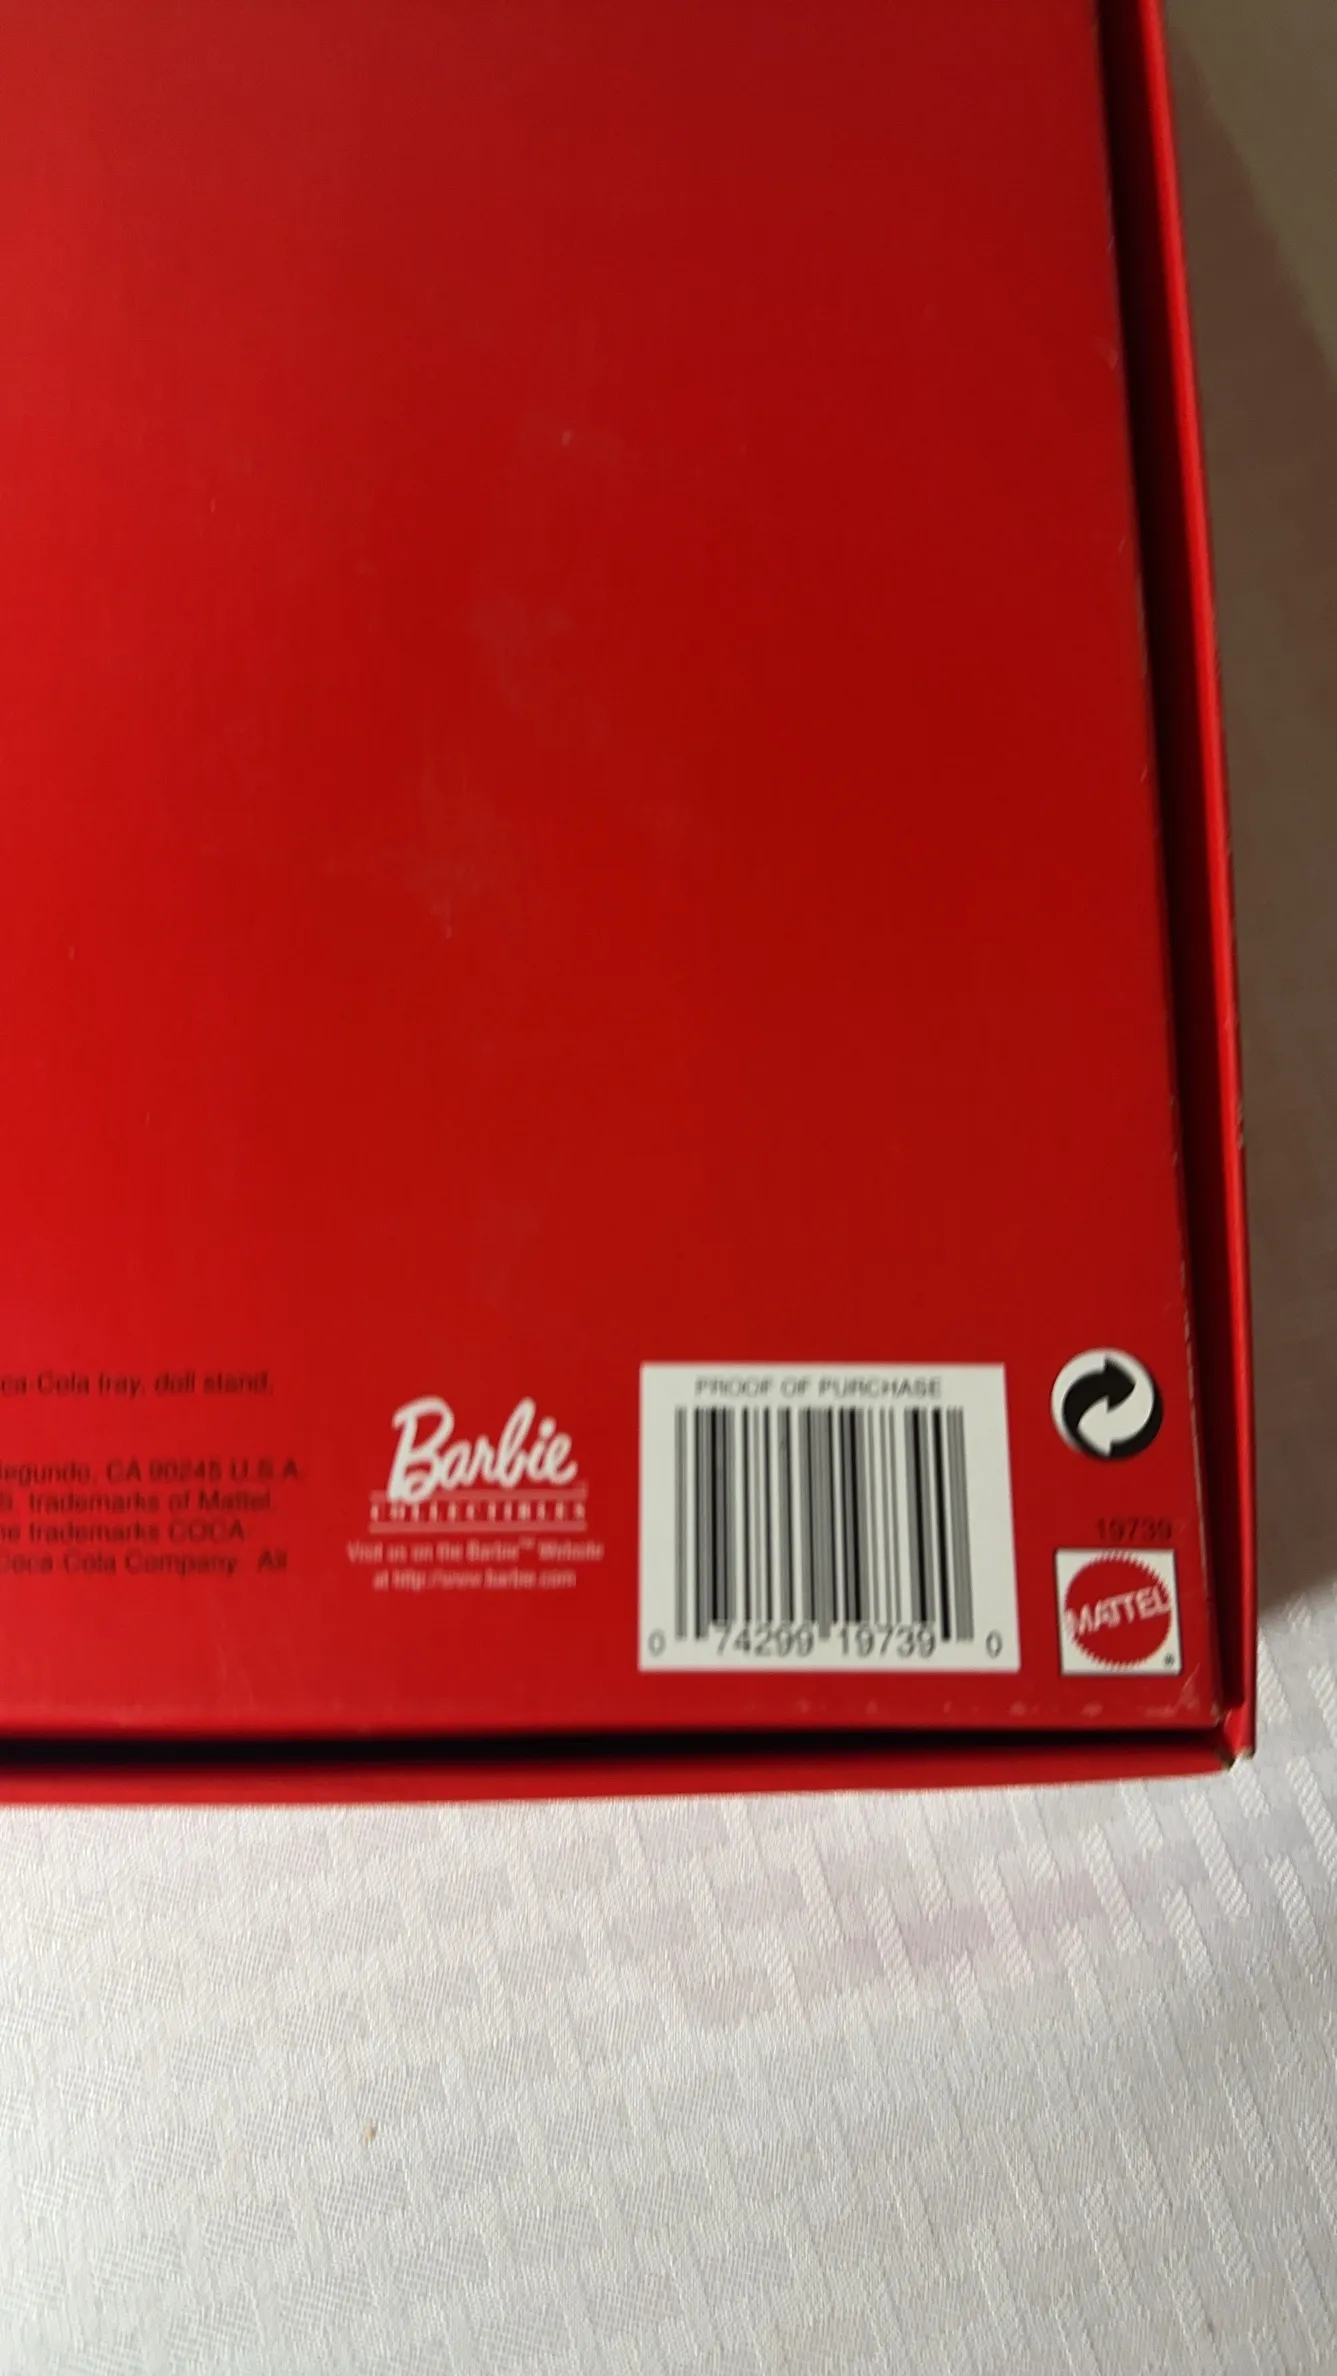 ca-Cola tray, doll stand,
Segundo, CA 90245 U.S.A.
trademarks of Mattel,
trademarks COCA-
Coca-Cola Company. All
Barbie
COLLECTIBLES
Visit us on the Barbie™ Website
at http://www.barbie.com
PROOF OF PURCHASE
0 74299 19739 0
19739
MATTEL
®